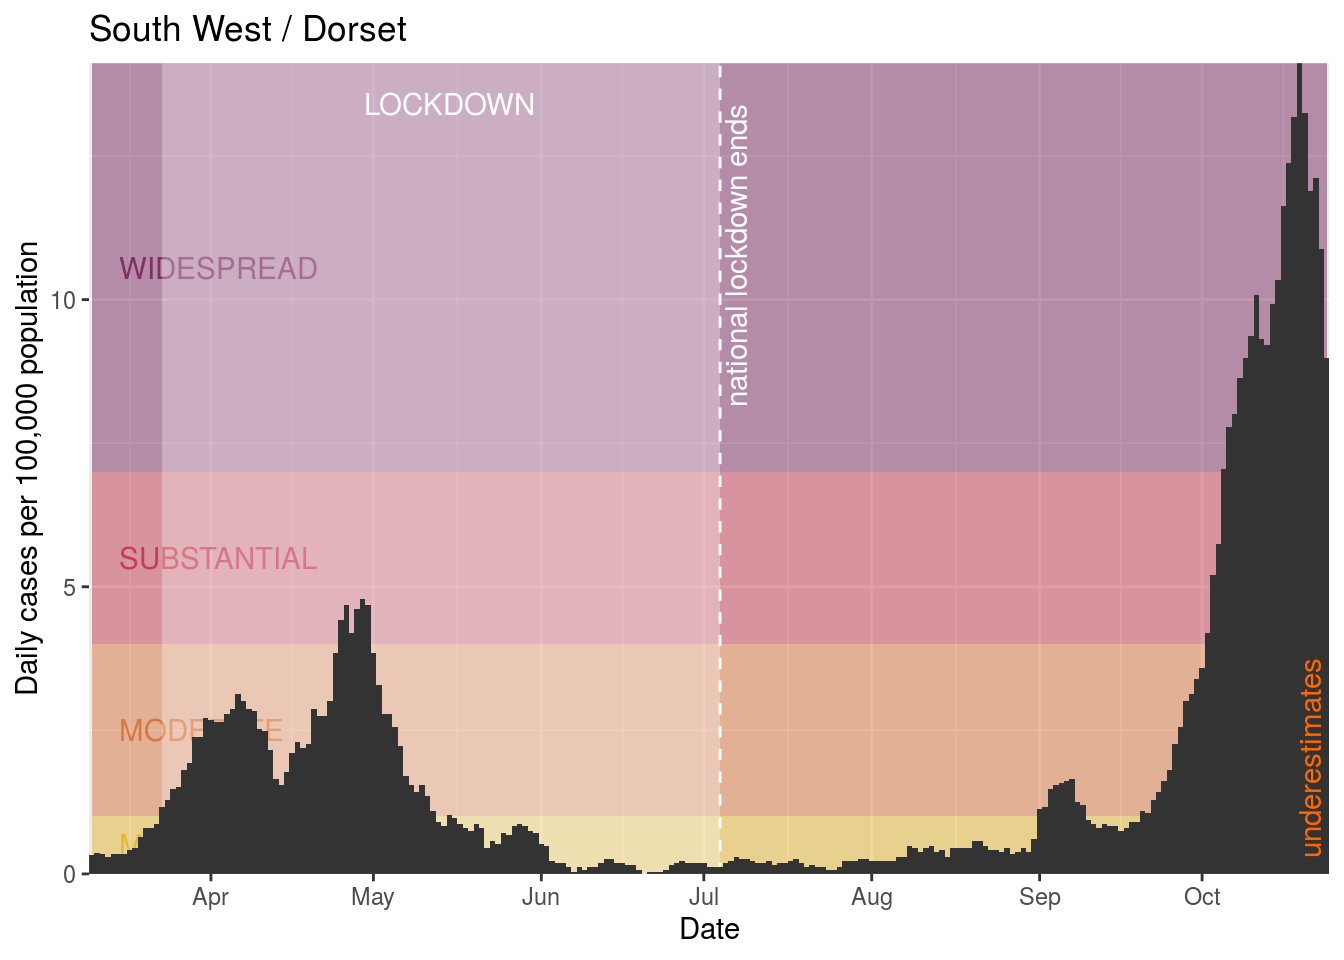 South West / Dorset
LOCKDOWN
national lockdown ends
WIDESPREAD
SUBSTANTIAL
MODERATE
underestimates
Daily cases per 100,000 population
10
5
0
Apr
May
Jun
Jul
Aug
Sep
Oct
Date